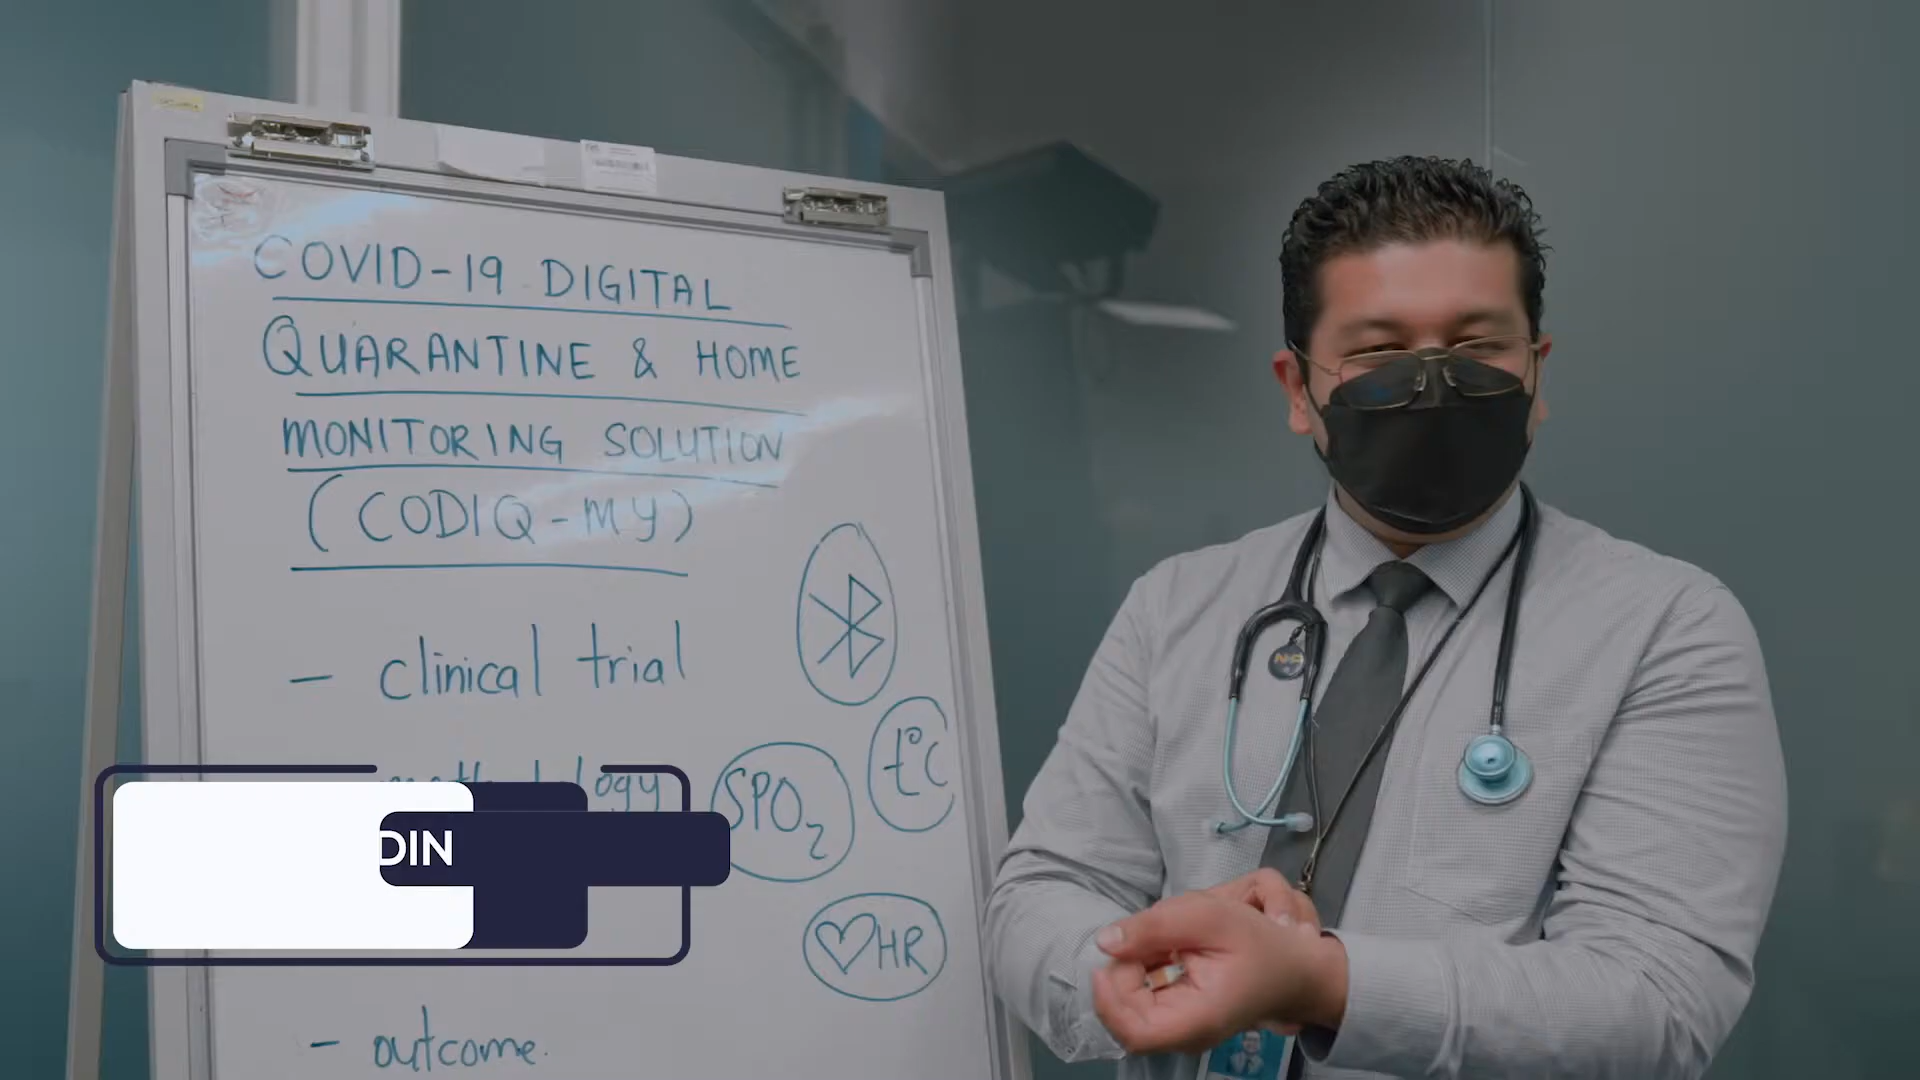 COVID-19 DIGITAL
QUARANTINE & HOME
MONITORING SOLUTION
(CODIQ-MY)
- clinical trial
t°C
SPO2
DIN
HR
- outcome.